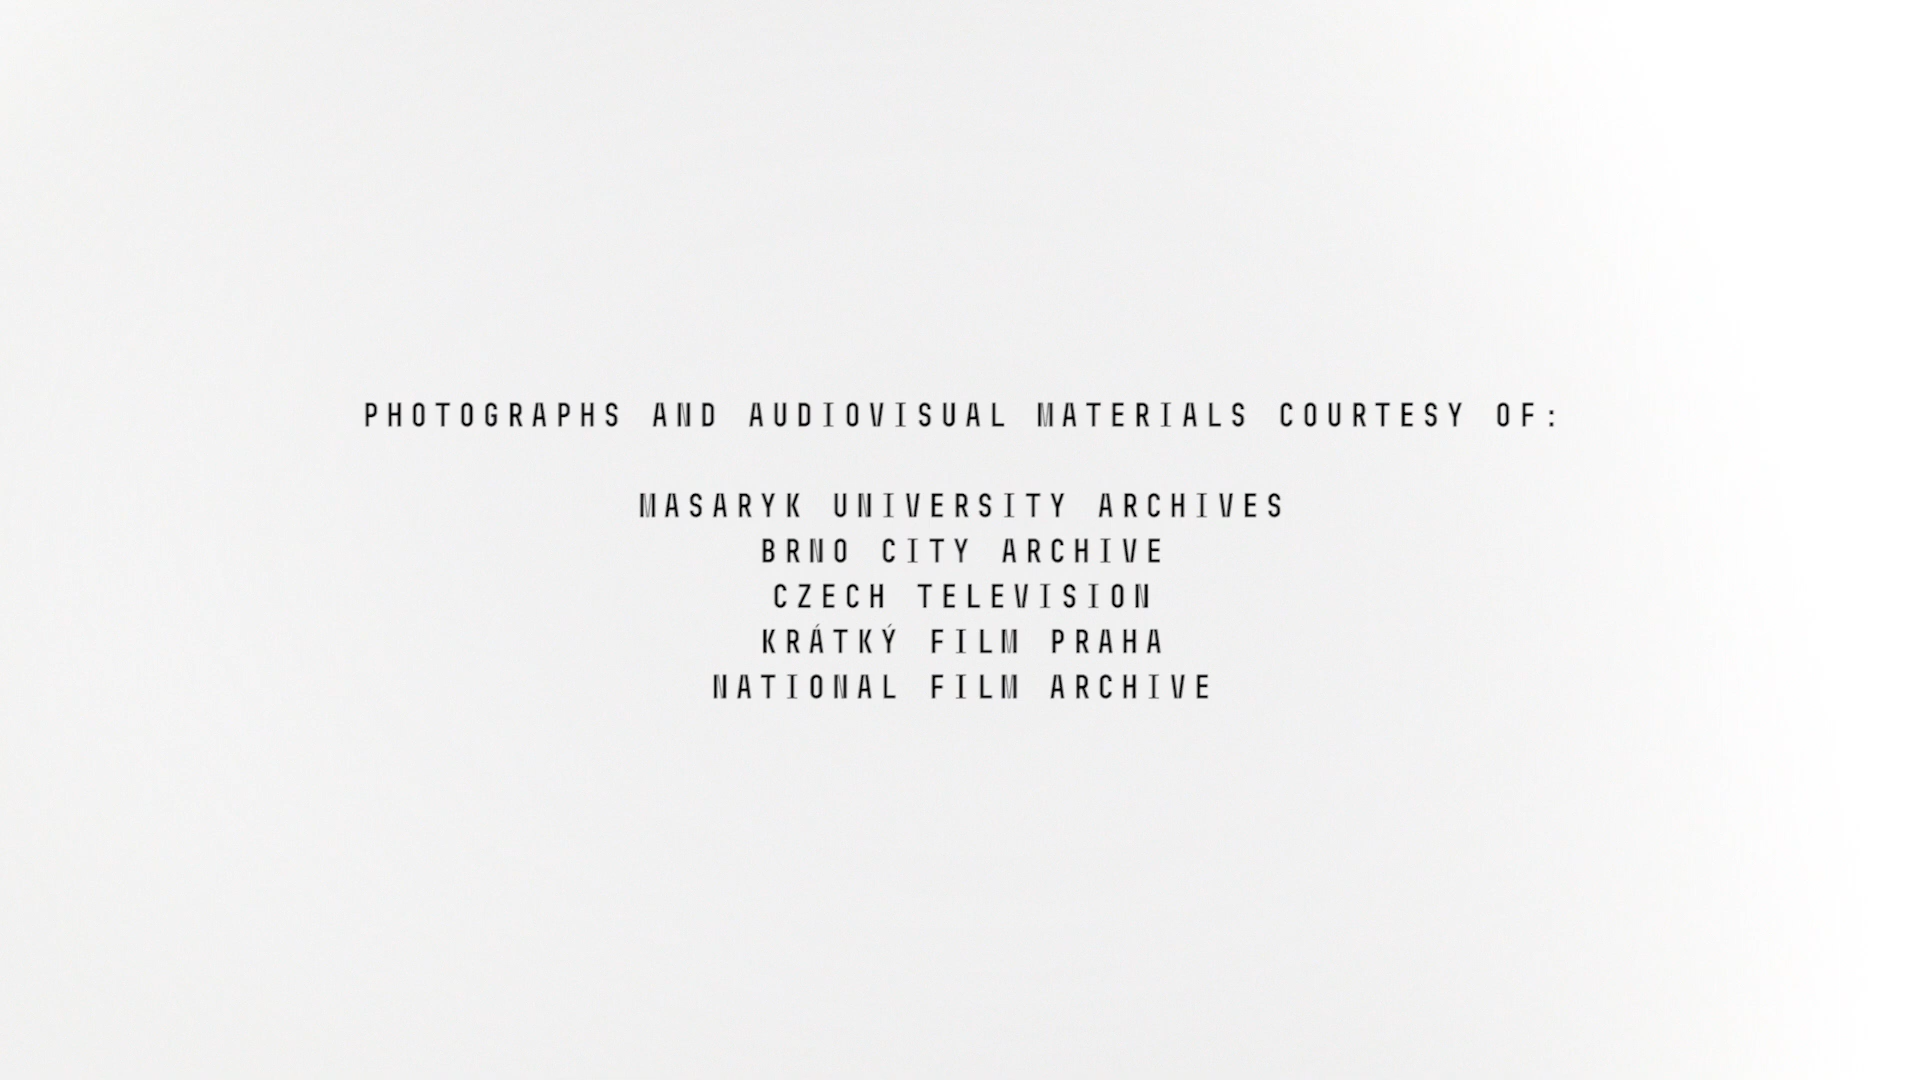 PHOTOGRAPHS AND AUDIOVISUAL MATERIALS COURTESY OF:
MASARYK UNIVERSITY ARCHIVES
BRNO CITY ARCHIVE
CZECH TELEVISION
KRÁTKÝ FILM PRAHA
NATIONAL FILM ARCHIVE